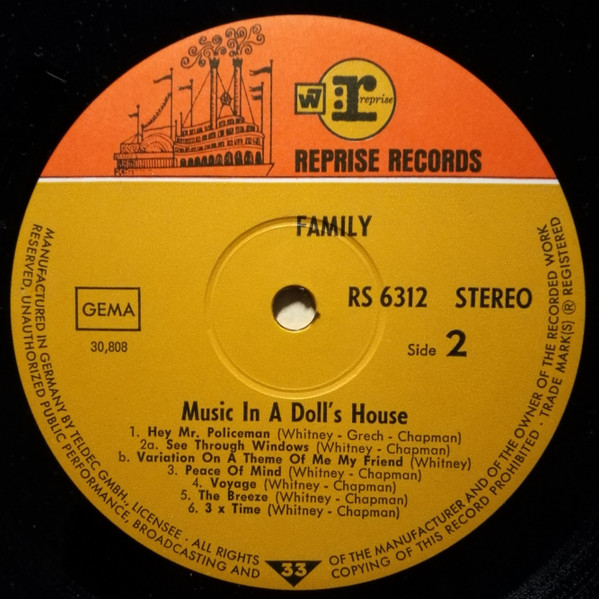 W
r: reprise
REPRISE RECORDS
FAMILY
GEMA
30,808
RS 6312 STEREO
Side 2
Music In A Doll's House
1. Hey Mr. Policeman (Whitney - Grech - Chapman)
2a. See Through Windows (Whitney - Chapman)
b. Variation On A Theme Of Me My Friend (Whitney)
3. Peace Of Mind (Whitney - Chapman)
4. Voyage (Whitney - Chapman)
5. The Breeze (Whitney - Chapman)
6. 3 x Time (Whitney - Chapman)
33
MANUFACTURED IN GERMANY BY TELDEC GMBH., LICENSEE · ALL RIGHTS OF THE MANUFACTURER AND OF THE OWNER OF THE RECORDED WORK
RESERVED, UNAUTHORIZED PUBLIC PERFORMANCE, BROADCASTING AND COPYING OF THIS RECORD PROHIBITED · TRADE MARK(S) ® REGISTERED